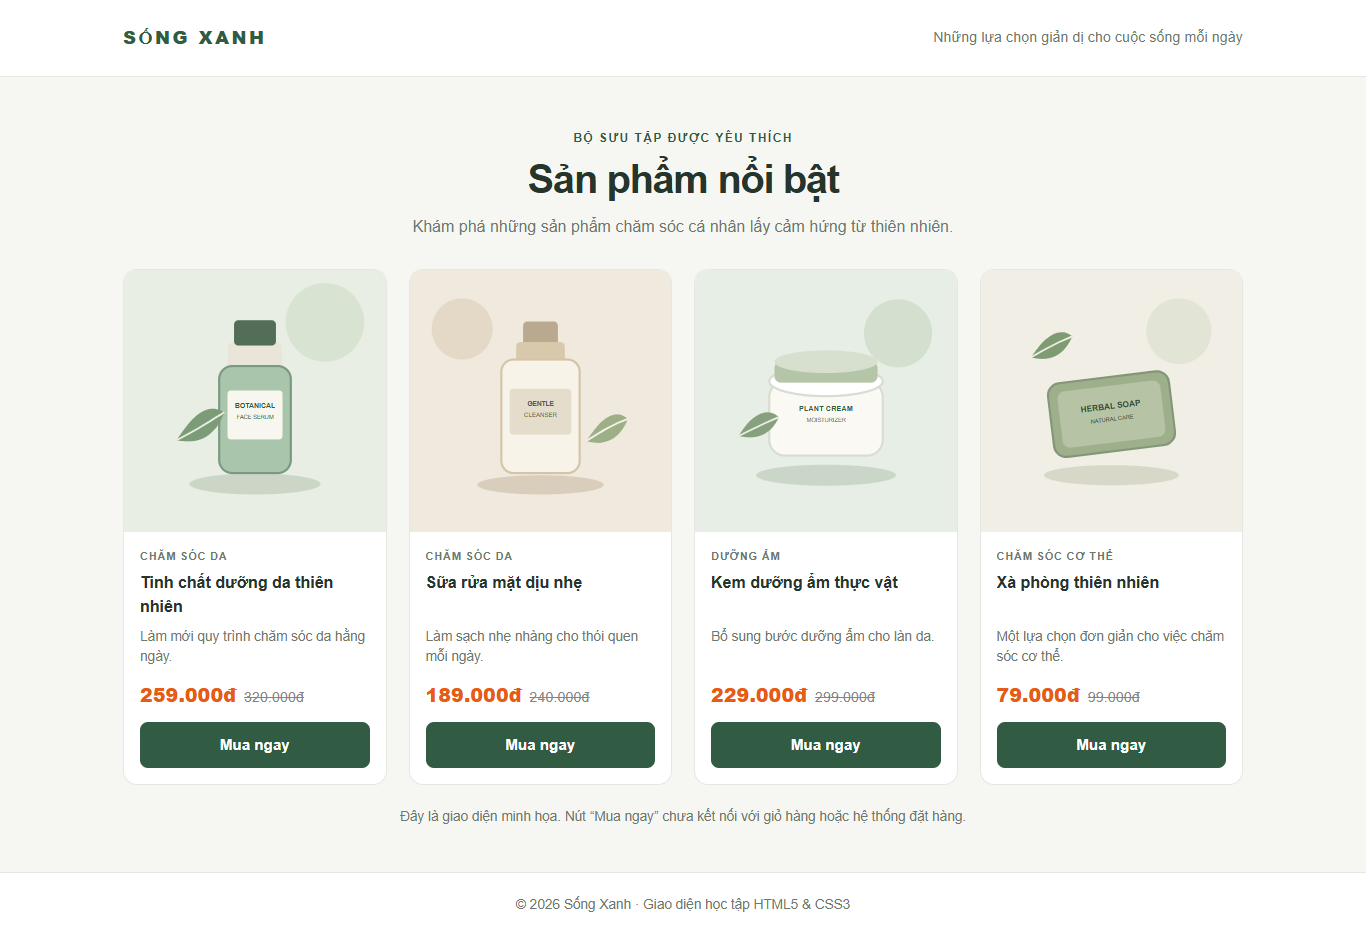 SỐNG XANH
Những lựa chọn giản dị cho cuộc sống mỗi ngày
BỘ SƯU TẬP ĐƯỢC YÊU THÍCH
Sản phẩm nổi bật
Khám phá những sản phẩm chăm sóc cá nhân lấy cảm hứng từ thiên nhiên.
BOTANICAL
FACE SERUM
CHĂM SÓC DA
Tinh chất dưỡng da thiên
nhiên
Làm mới quy trình chăm sóc da hằng
ngày.
259.000đ 320.000đ
Mua ngay
GENTLE
CLEANSER
CHĂM SÓC DA
Sữa rửa mặt dịu nhẹ
Làm sạch nhẹ nhàng cho thói quen
mỗi ngày.
189.000đ 240.000đ
Mua ngay
PLANT CREAM
MOISTURIZER
DƯỠNG ẨM
Kem dưỡng ẩm thực vật
Bổ sung bước dưỡng ẩm cho làn da.
229.000đ 299.000đ
Mua ngay
HERBAL SOAP
NATURAL CARE
CHĂM SÓC CƠ THỂ
Xà phòng thiên nhiên
Một lựa chọn đơn giản cho việc chăm
sóc cơ thể.
79.000đ 99.000đ
Mua ngay
Đây là giao diện minh họa. Nút “Mua ngay” chưa kết nối với giỏ hàng hoặc hệ thống đặt hàng.
© 2026 Sống Xanh · Giao diện học tập HTML5 & CSS3